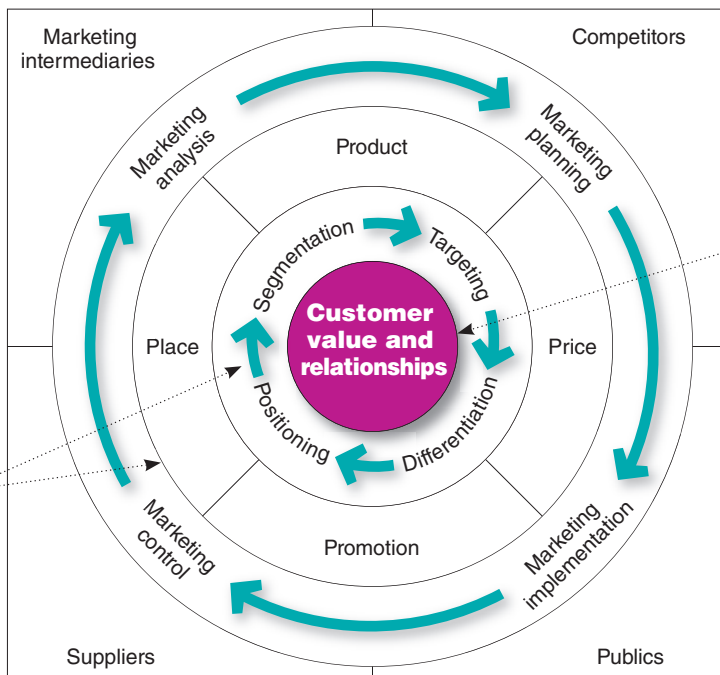 Marketing
intermediaries
Competitors
Marketing
analysis
Marketing
planning
Product
Segmentation
Targeting
Customer
value and
relationships
Place
Price
Positioning
Differentiation
Promotion
Marketing
control
Marketing
implementation
Suppliers
Publics